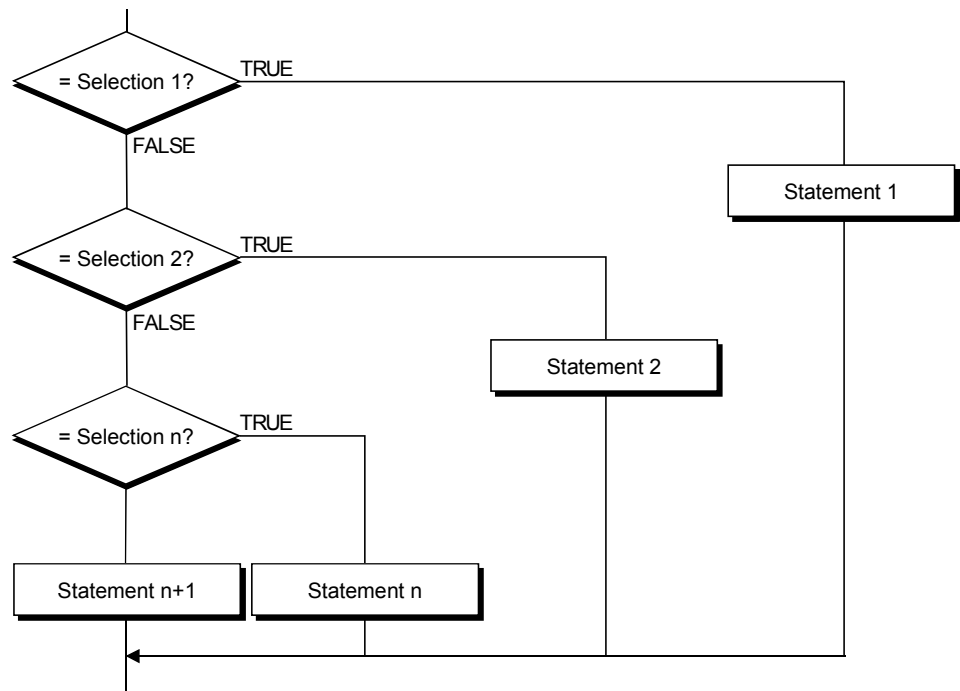 = Selection 1?
TRUE
FALSE
Statement 1
= Selection 2?
TRUE
FALSE
Statement 2
= Selection n?
TRUE
Statement n+1
Statement n